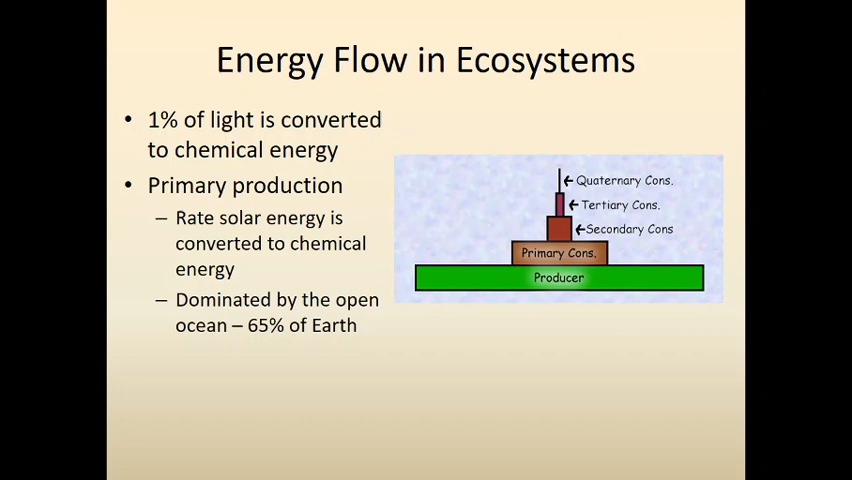 Energy Flow in Ecosystems
• 1% of light is converted
to chemical energy
• Primary production
– Rate solar energy is
converted to chemical
energy
– Dominated by the open
ocean – 65% of Earth
Quaternary Cons.
Tertiary Cons.
Secondary Cons
Primary Cons.
Producer